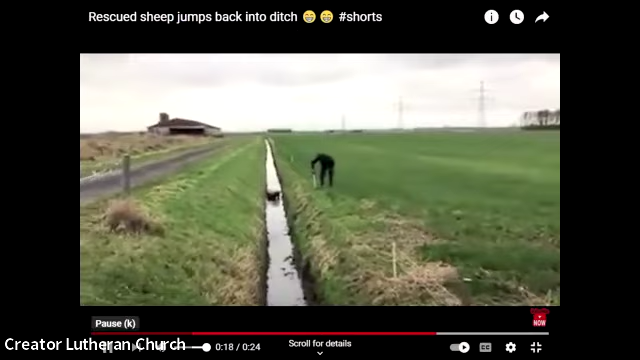 Rescued sheep jumps back into ditch 😁😁 #shorts
NOW
Pause (k)
Creator Lutheran Church
0:18 / 0:24
Scroll for details
CC